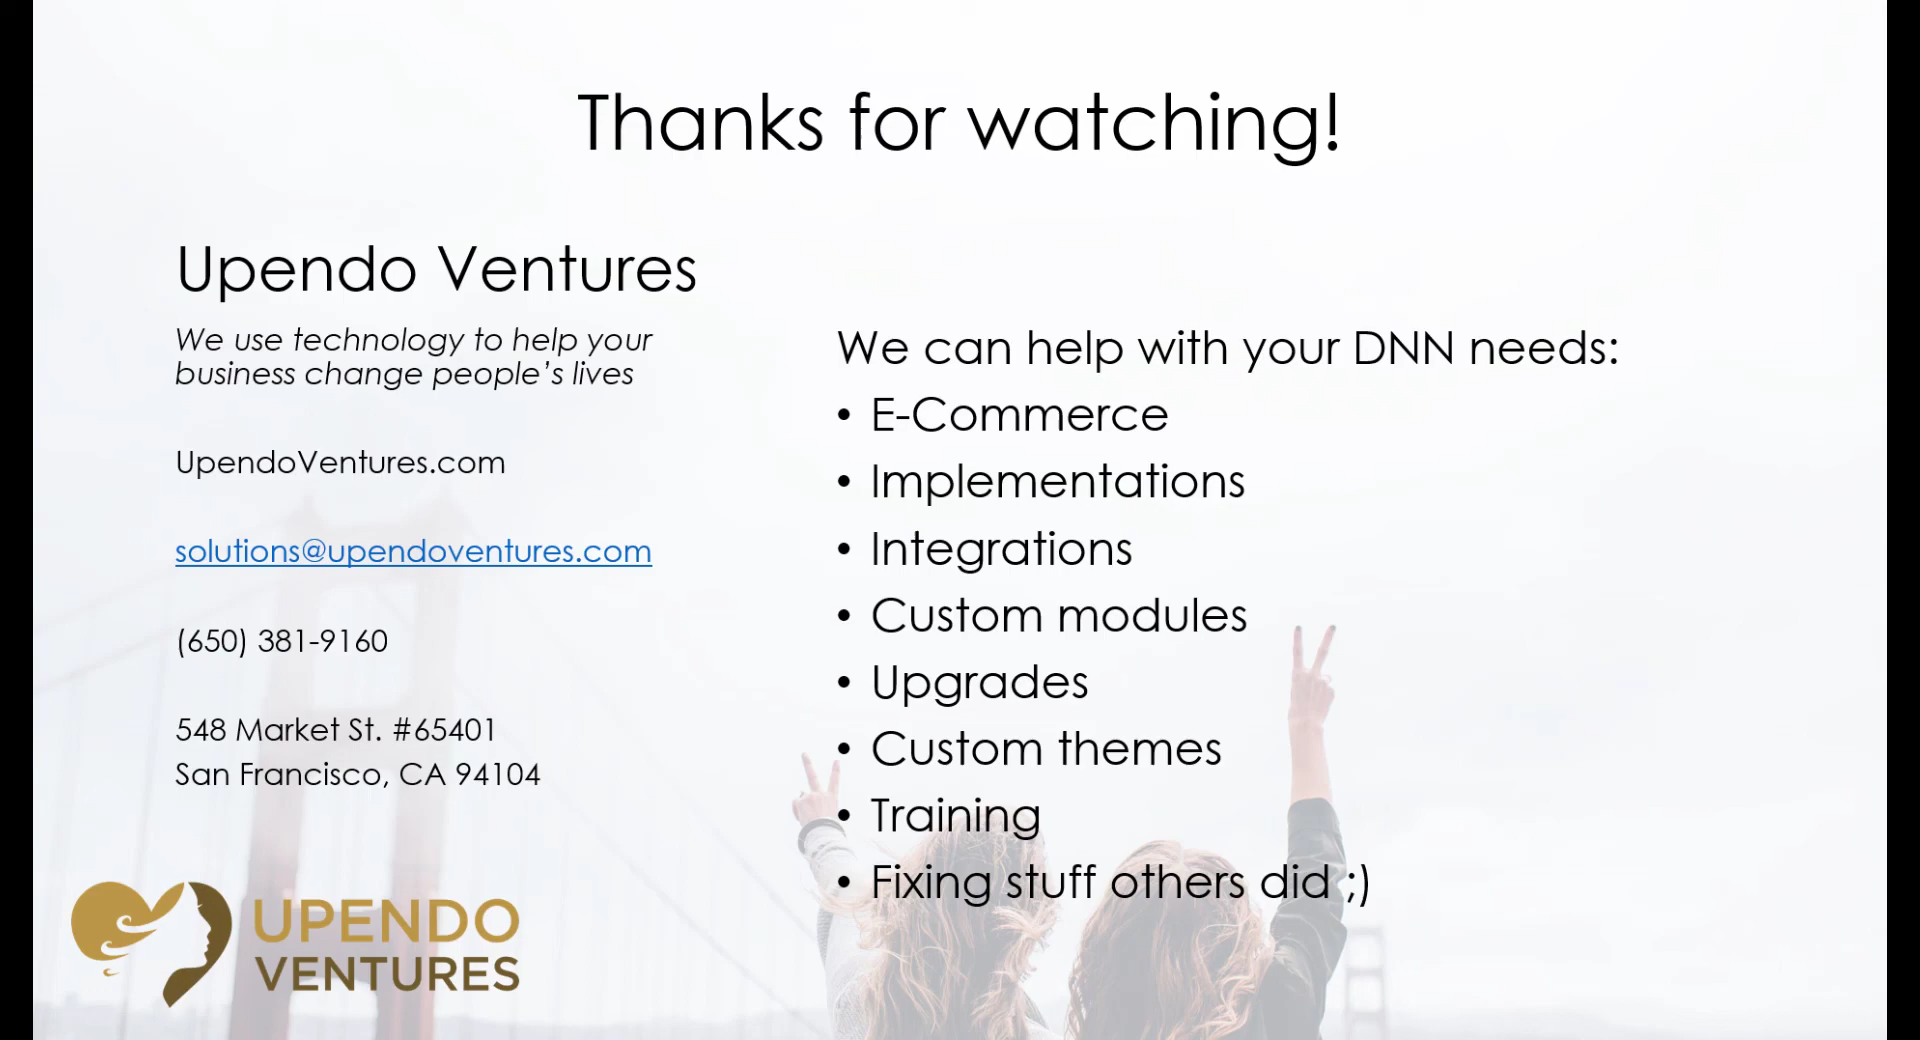 Thanks for watching!
Upendo Ventures
We use technology to help your
business change people’s lives
UpendoVentures.com
solutions@upendoventures.com
(650) 381-9160
548 Market St. #65401
San Francisco, CA 94104
We can help with your DNN needs:
• E-Commerce
• Implementations
• Integrations
• Custom modules
• Upgrades
• Custom themes
• Training
• Fixing stuff others did ;)
UPENDO
VENTURES